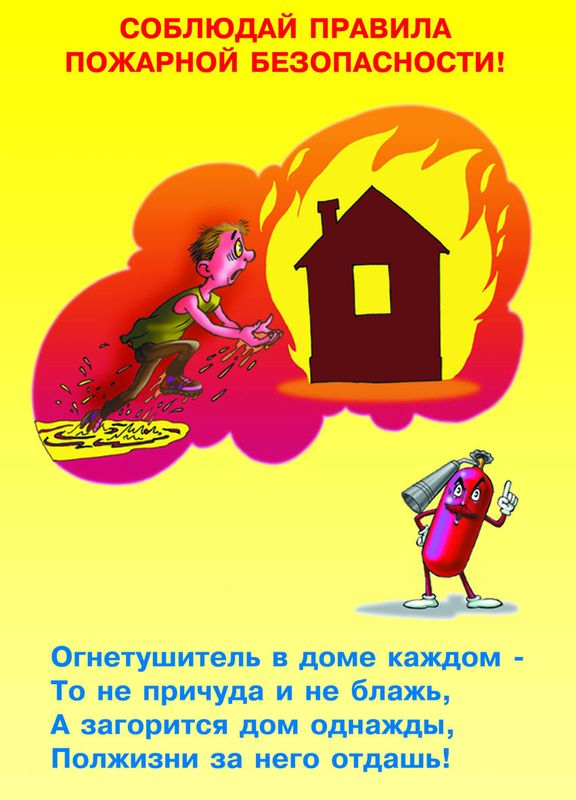 СОБЛЮДАЙ ПРАВИЛА
ПОЖАРНОЙ БЕЗОПАСНОСТИ!
Огнетушитель в доме каждом -
То не причуда и не блажь,
А загорится дом однажды,
Полжизни за него отдашь!